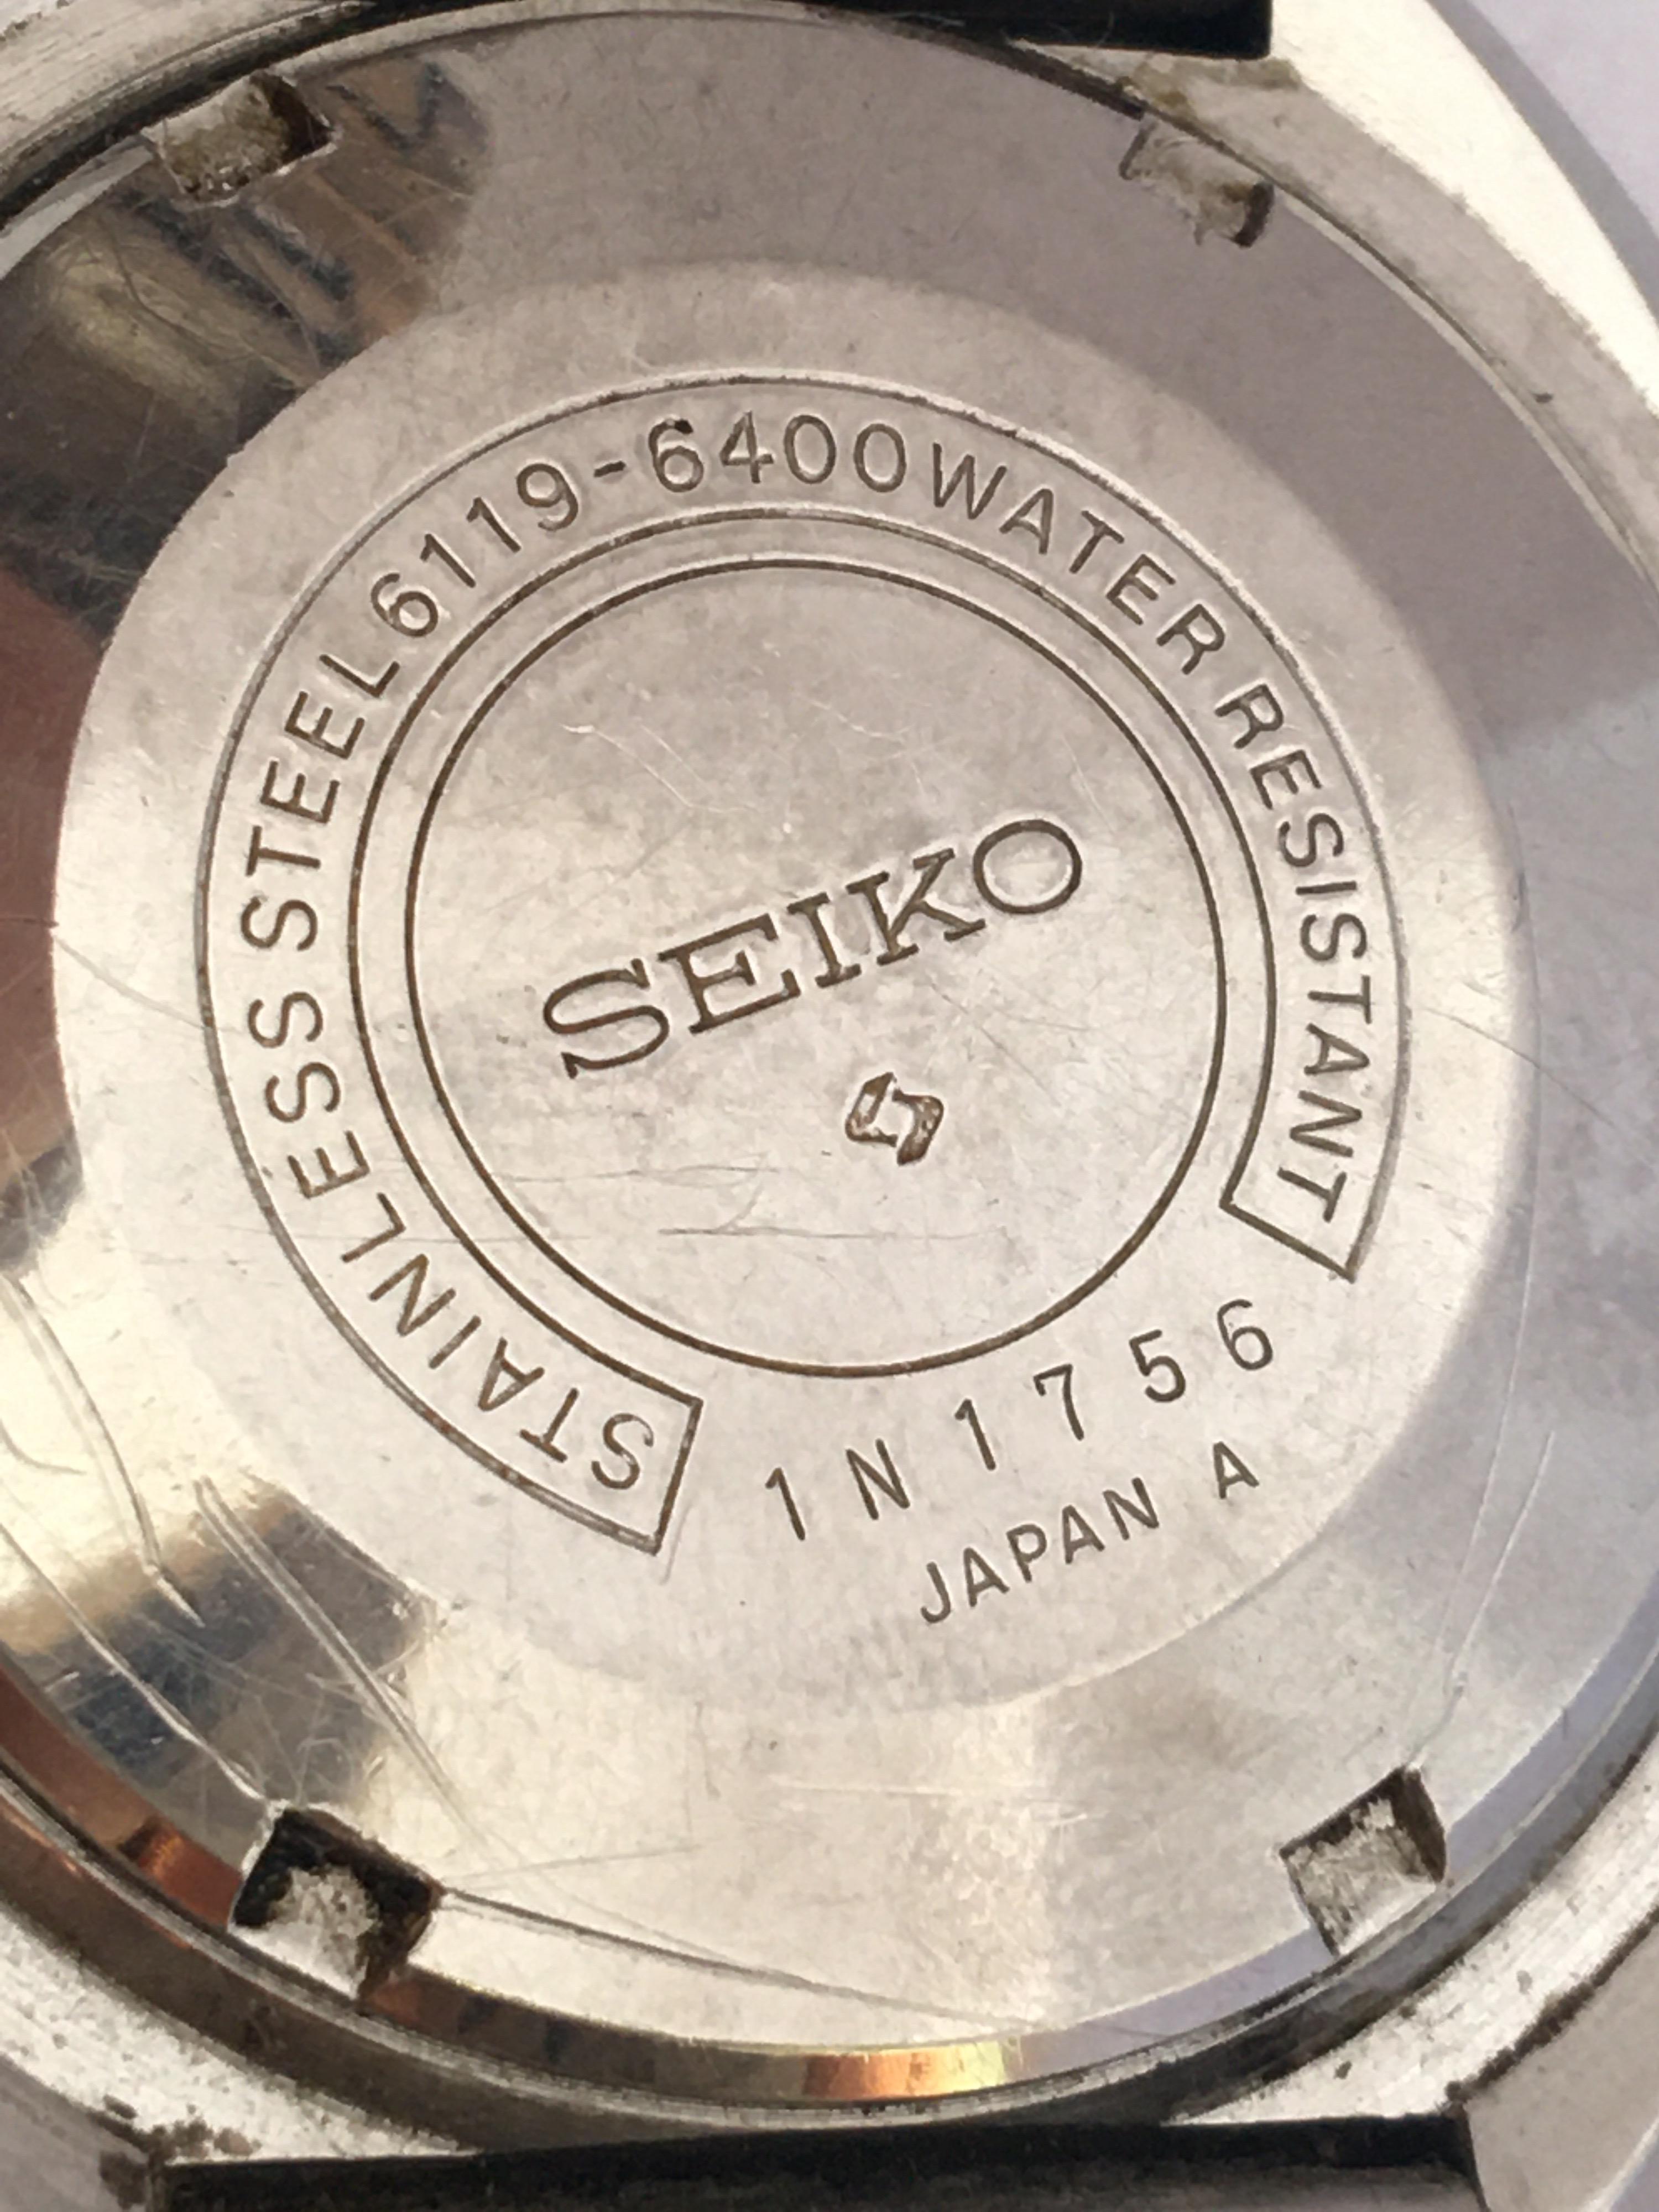 STAINLESS STEEL 6119-6400 WATER RESISTANT
SEIKO
1N1756
JAPAN A